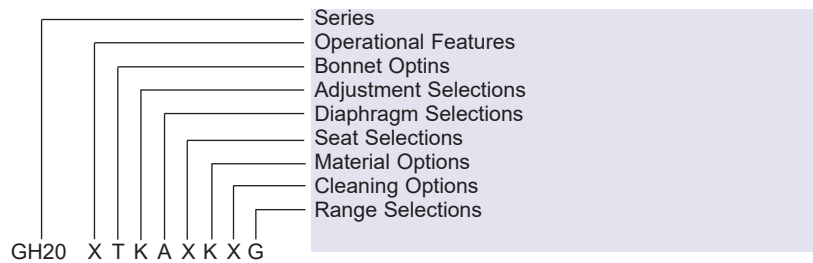 Series
Operational Features
Bonnet Optins
Adjustment Selections
Diaphragm Selections
Seat Selections
Material Options
Cleaning Options
Range Selections
GH20 X T K A X K X G